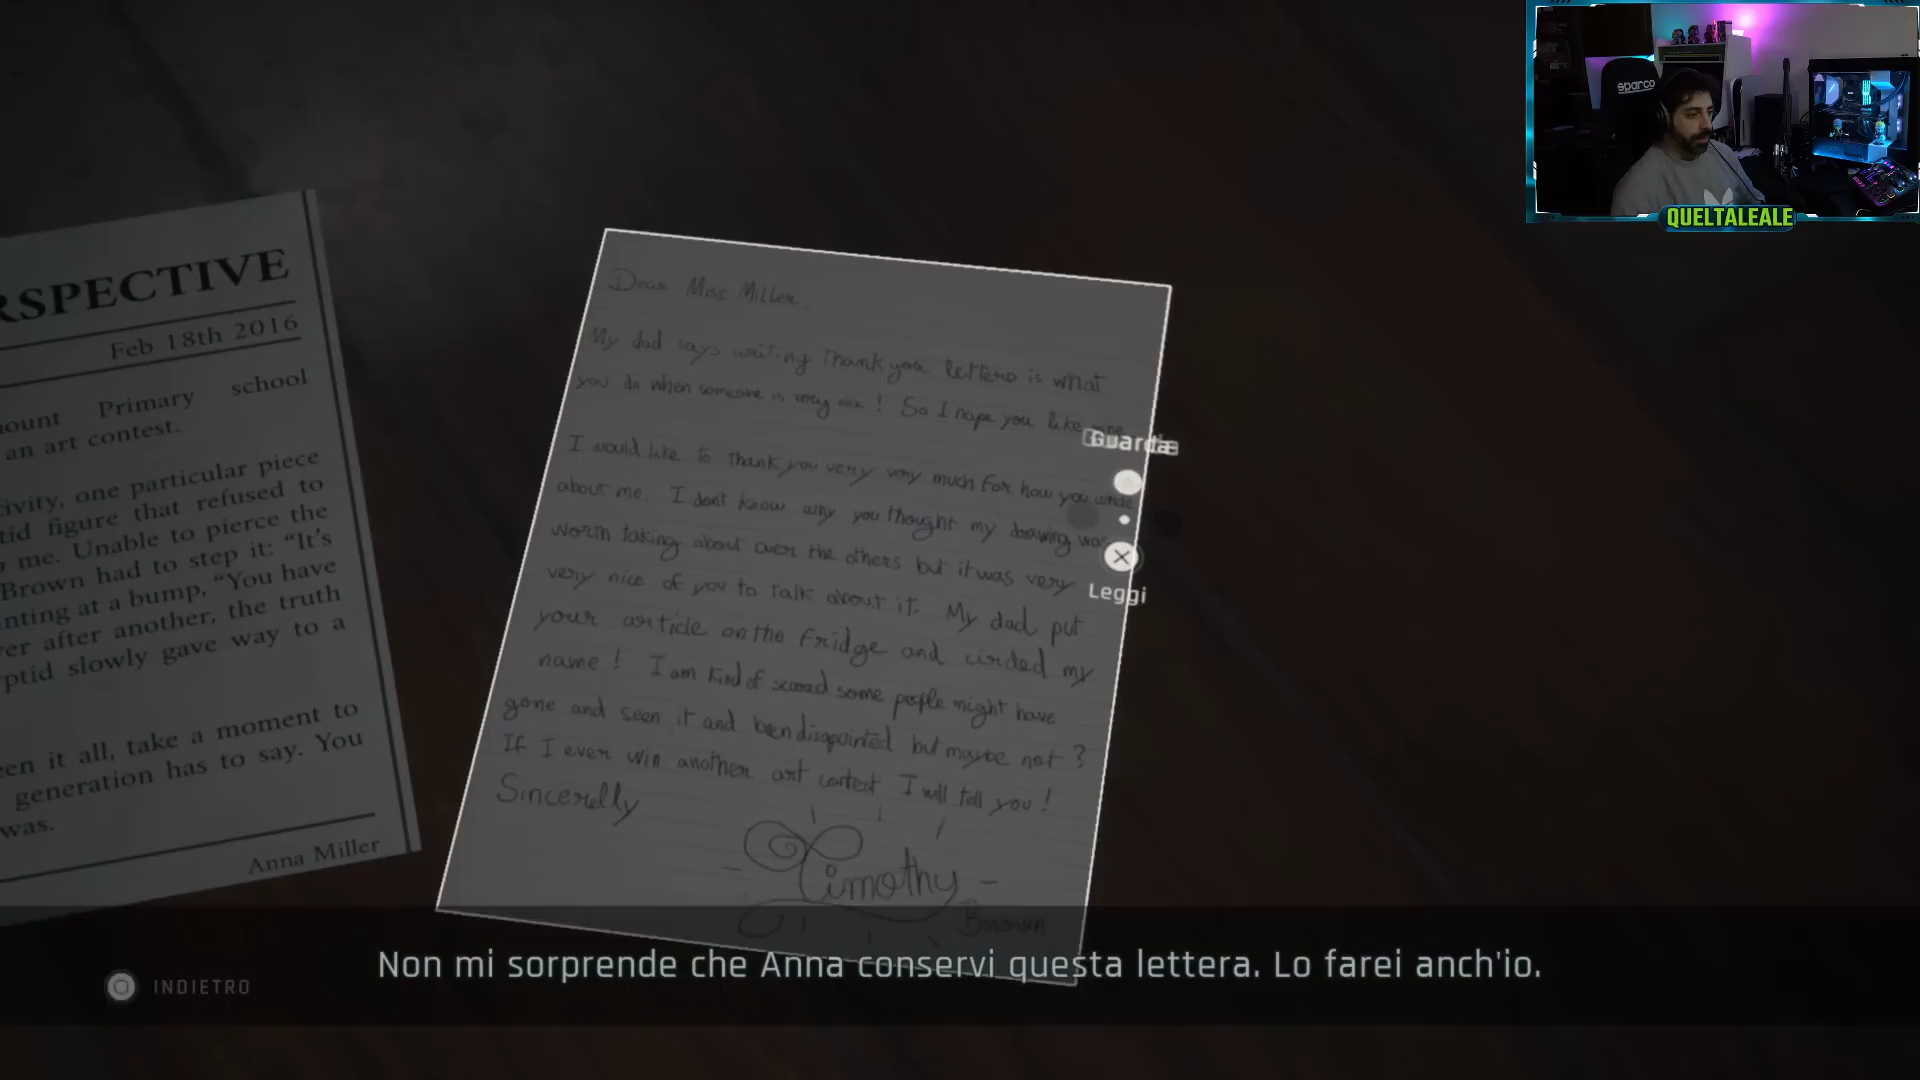 sparco
QUELTALEALE
RSPECTIVE
Feb 18th 2016
ount Primary school
an art contest.
tivity, one particular piece
tid figure that refused to
me. Unable to pierce the
Brown had to step it: “It's
nting at a bump, “You have
er after another, the truth
ptid slowly gave way to a
een it all, take a moment to
generation has to say. You
was.
Anna Miller
Dear Miss Miller
My dad says writing thank you letters is what
you do when someone is very nice! So I hope you like mine
I would like to thank you very very much for how you wrote
about me. I dont know why you thought my drawing was
worth taking about over the others but it was very
very nice of you to talk about it. My dad put
your article on the fridge and circled my
name! I am kind of scared some people might have
gone and seen it and been disapointed but maybe not?
If I ever win another art contest I will tell you!
Sincerelly
Timothy
Brown
Guarda
Leggi
INDIETRO
Non mi sorprende che Anna conservi questa lettera. Lo farei anch'io.